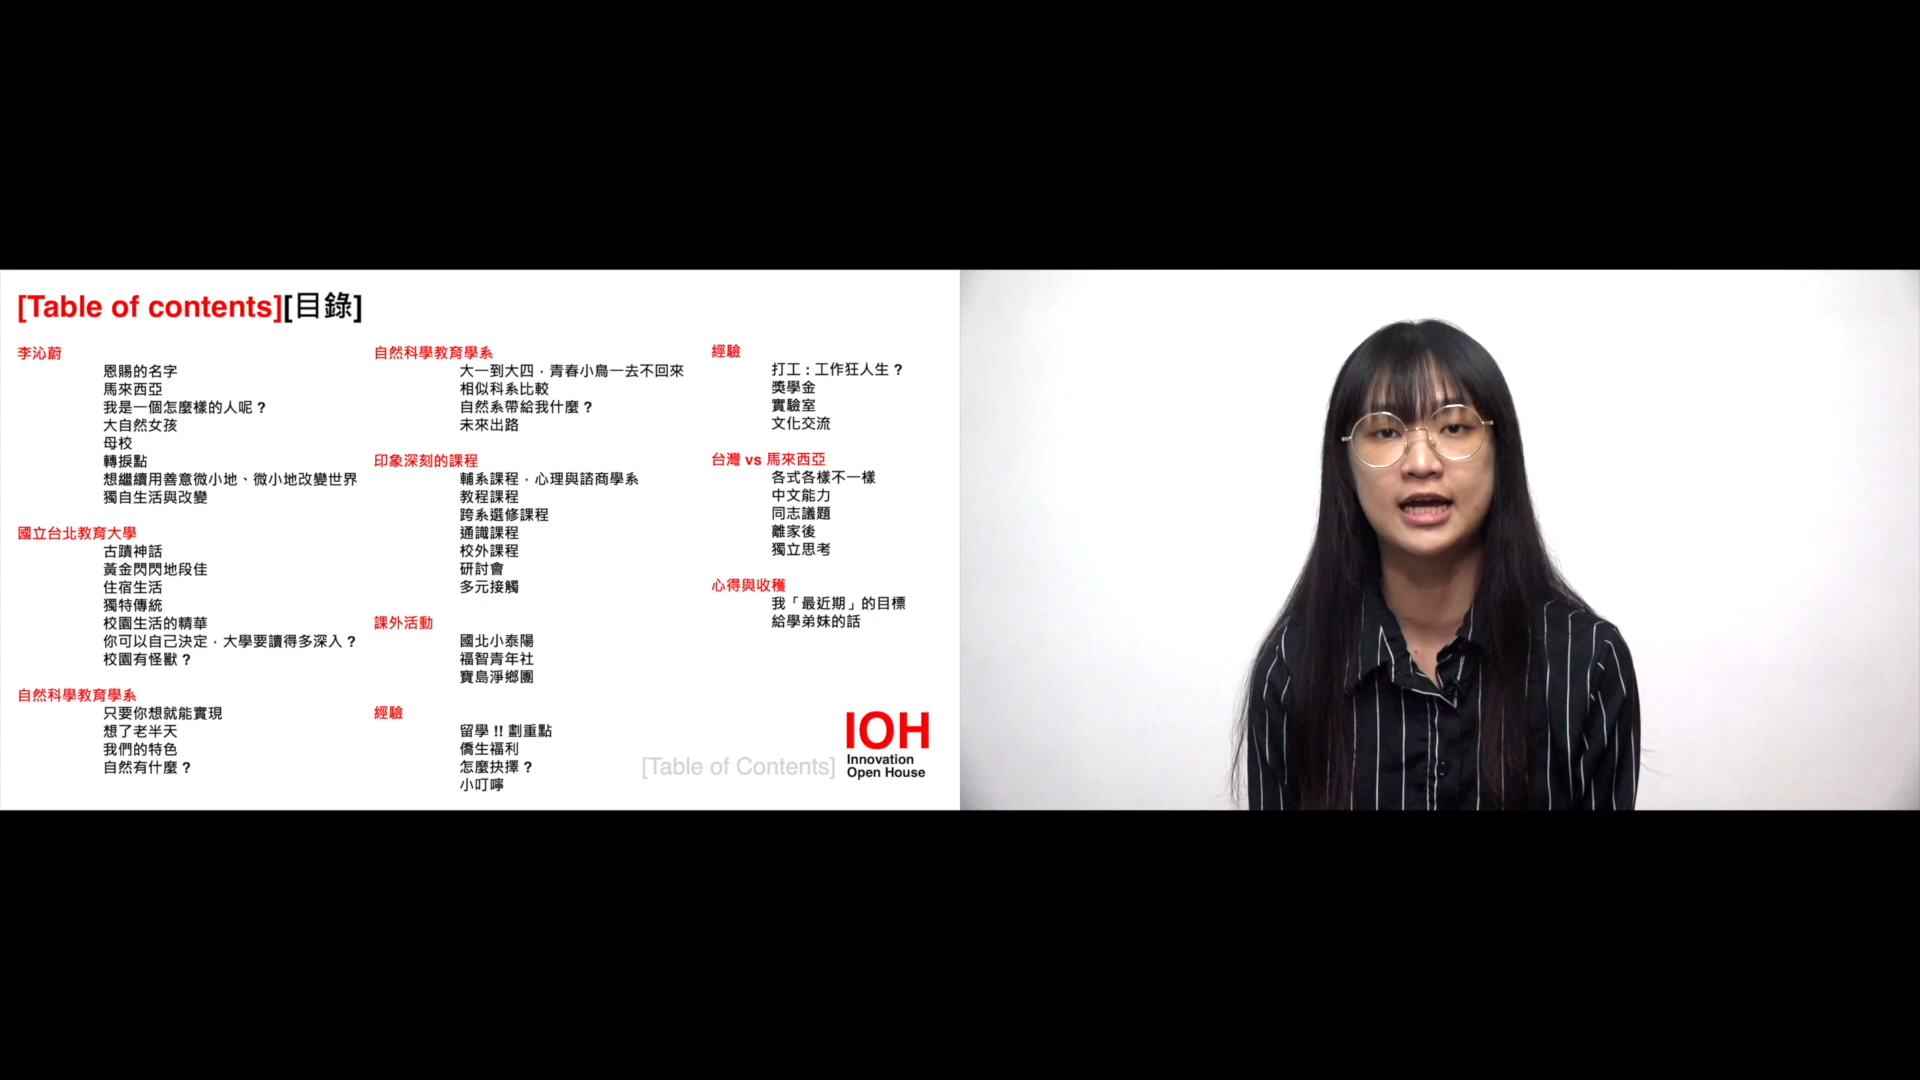 [Table of contents][目錄]
李沁蔚
恩賜的名字
馬來西亞
我是一個怎麼樣的人呢？
大自然女孩
母校
轉捩點
想繼續用善意微小地、微小地改變世界
獨自生活與改變
國立台北教育大學
古蹟神話
黃金閃閃地段佳
住宿生活
獨特傳統
校園生活的精華
你可以自己決定，大學要讀得多深入？
校園有怪獸？
自然科學教育學系
只要你想就能實現
想了老半天
我們的特色
自然有什麼？
自然科學教育學系
大一到大四，青春小鳥一去不回來
相似科系比較
自然系帶給我什麼？
未來出路
印象深刻的課程
輔系課程，心理與諮商學系
教程課程
跨系選修課程
通識課程
校外課程
研討會
多元接觸
課外活動
國北小泰陽
福智青年社
寶島淨鄉團
經驗
留學 !! 劃重點
僑生福利
怎麼抉擇？
小叮嚀
經驗
打工：工作狂人生？
獎學金
實驗室
文化交流
台灣 vs 馬來西亞
各式各樣不一樣
中文能力
同志議題
離家後
獨立思考
心得與收穫
我「最近期」的目標
給學弟妹的話
[Table of Contents]
IOH
Innovation
Open House